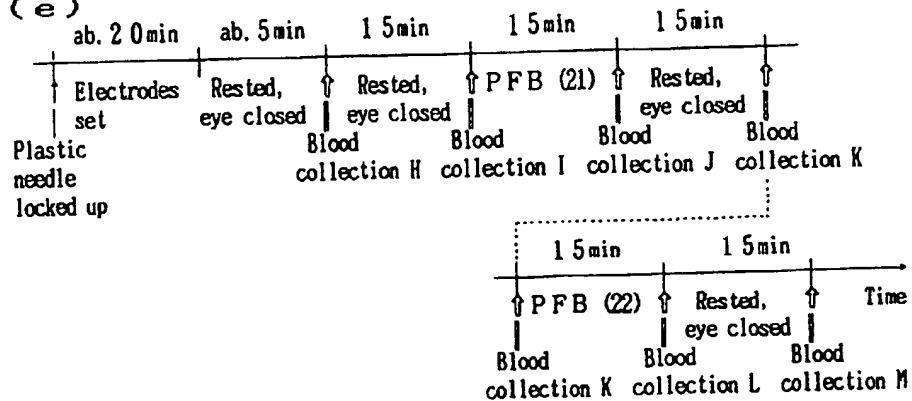 (e)
ab. 20min ab. 5min 15min 15min 15min
Electrodes set
Rested, eye closed
Rested, eye closed
PFB (21)
Rested, eye closed
Plastic needle locked up
Blood collection H
Blood collection I
Blood collection J
Blood collection K
15min 15min
PFB (22)
Rested, eye closed
Time
Blood collection K
Blood collection L
Blood collection M